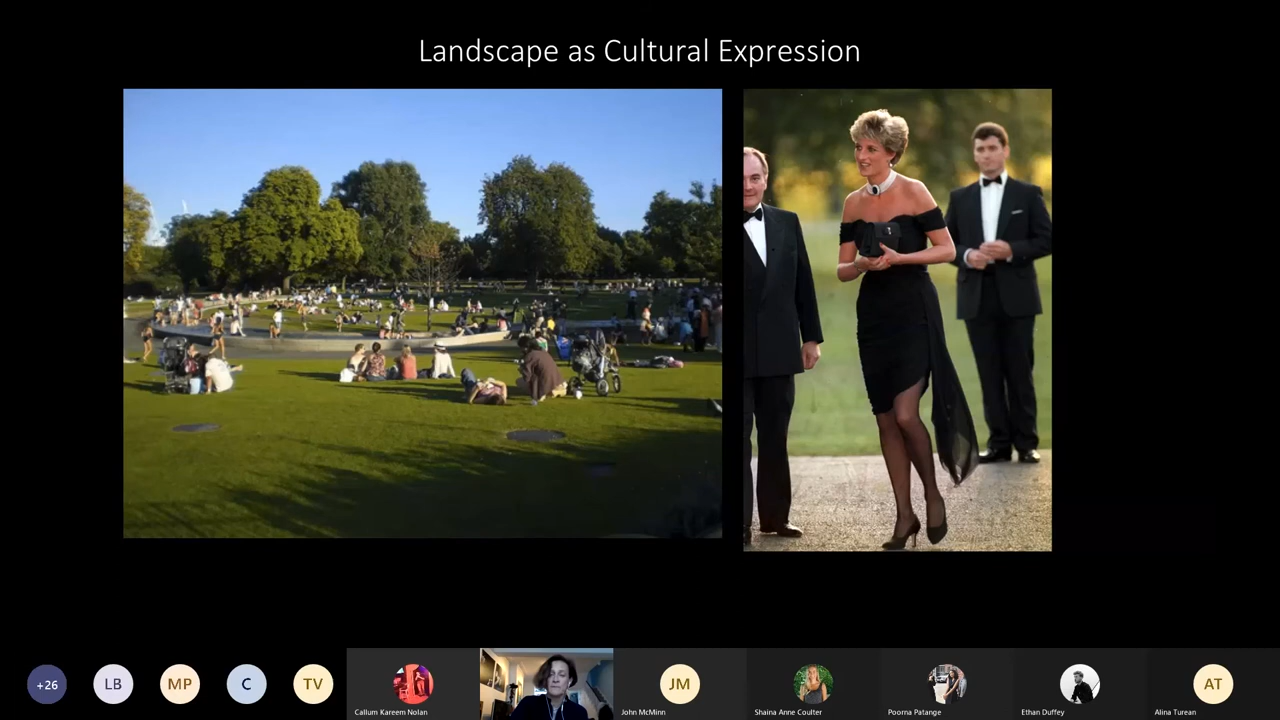 Landscape as Cultural Expression
+26
LB
MP
C
TV
Callum Kareem Nolan
JM
John McMinn
Shaina Anne Coulter
Poorna Patange
Ethan Duffey
AT
Alina Turean